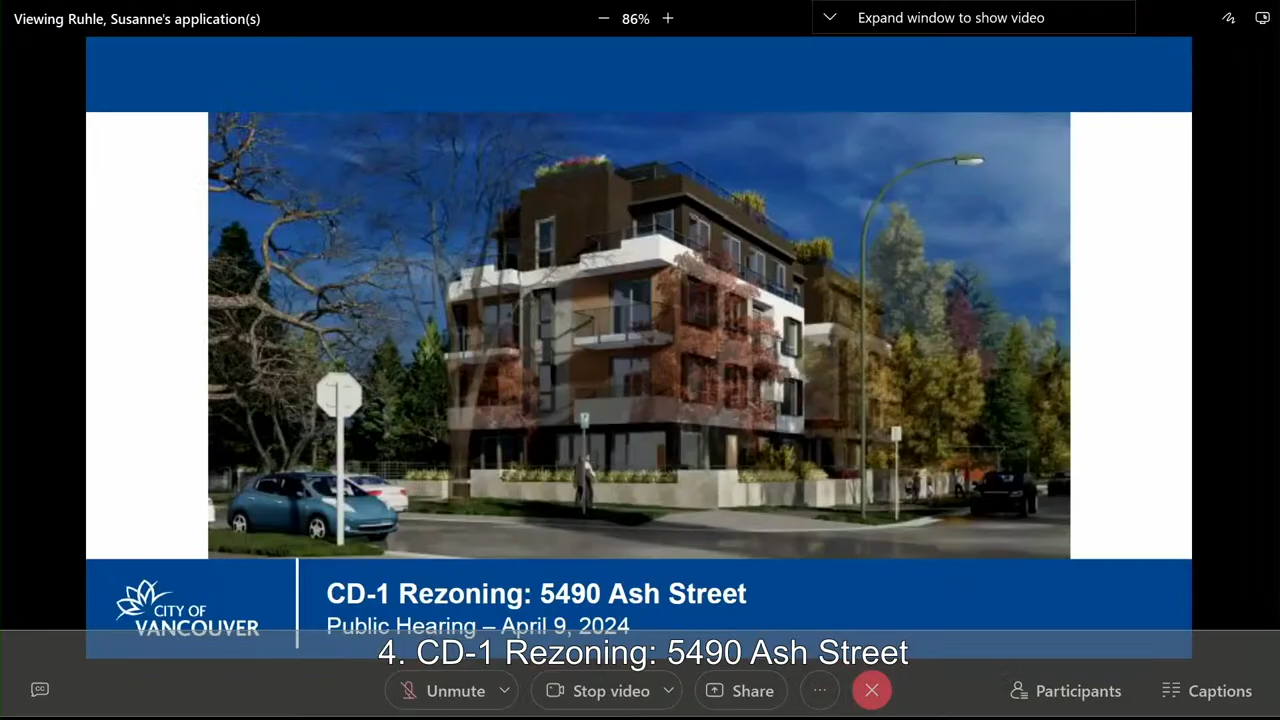 Viewing Ruhle, Susanne's application(s)
86%
Expand window to show video
CITY OF
VANCOUVER
CD-1 Rezoning: 5490 Ash Street
Public Hearing – April 9, 2024
4. CD-1 Rezoning: 5490 Ash Street
CC
Unmute
Stop video
Share
Participants
Captions